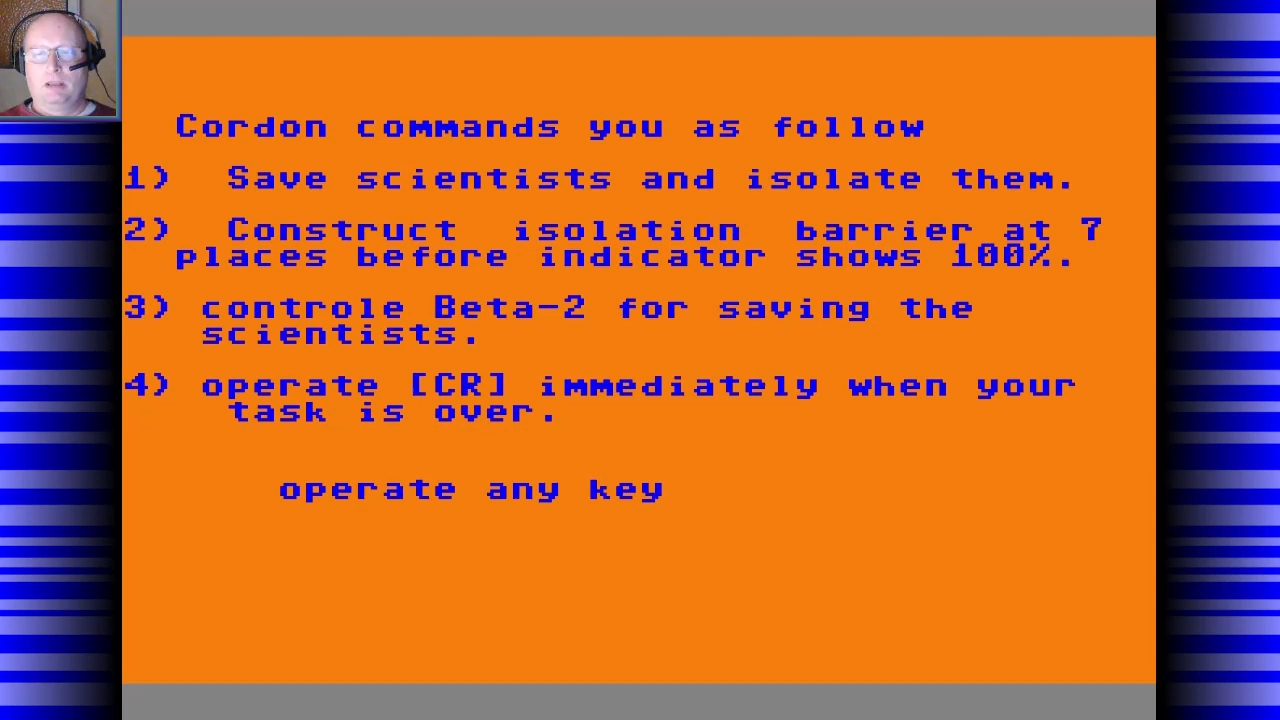 Cordon commands you as follow
1) Save scientists and isolate them.
2) Construct isolation barrier at 7
places before indicator shows 100%.
3) controle Beta-2 for saving the
scientists.
4) operate [CR] immediately when your
task is over.
operate any key